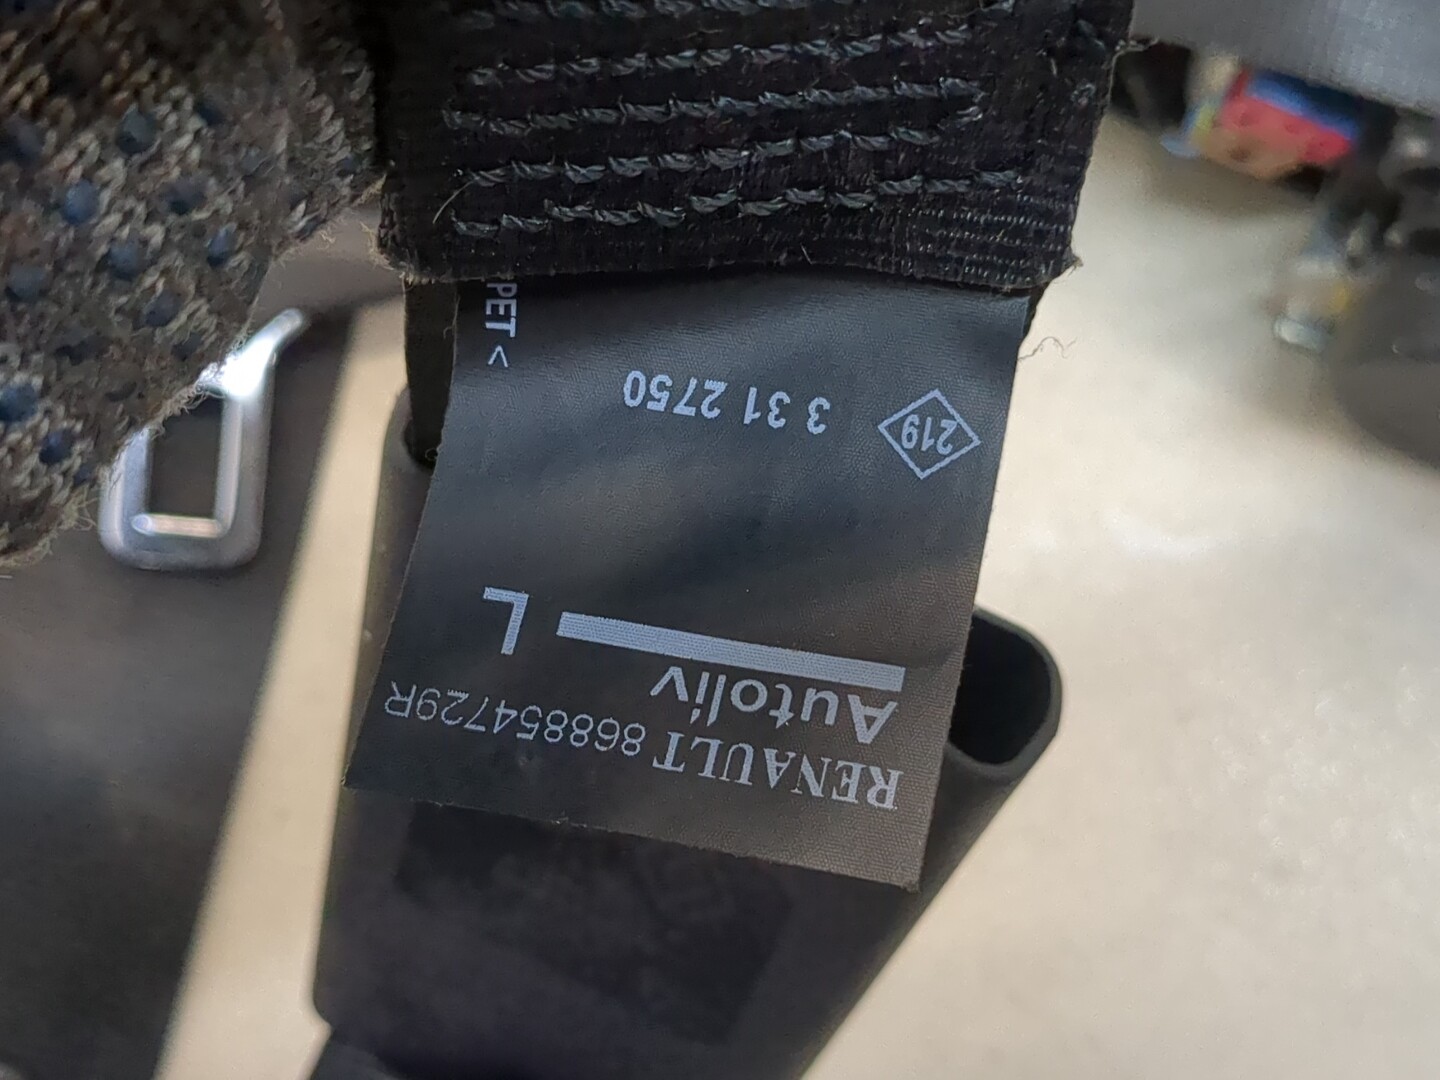 RENAULT 868854729R
Autoliv
L
219 3 31 2750
PET <